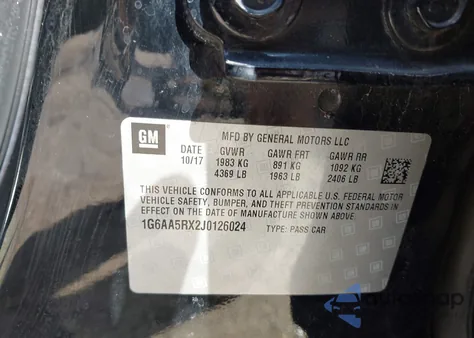 GM
MFD BY GENERAL MOTORS LLC
DATE GVWR GAWR FRT GAWR RR
10/17 1983 KG 891 KG 1092 KG
4369 LB 1963 LB 2406 LB
THIS VEHICLE CONFORMS TO ALL APPLICABLE U.S. FEDERAL MOTOR
VEHICLE SAFETY, BUMPER, AND THEFT PREVENTION STANDARDS IN
EFFECT ON THE DATE OF MANUFACTURE SHOWN ABOVE.
1G6AA5RX2J0126024 TYPE: PASS CAR